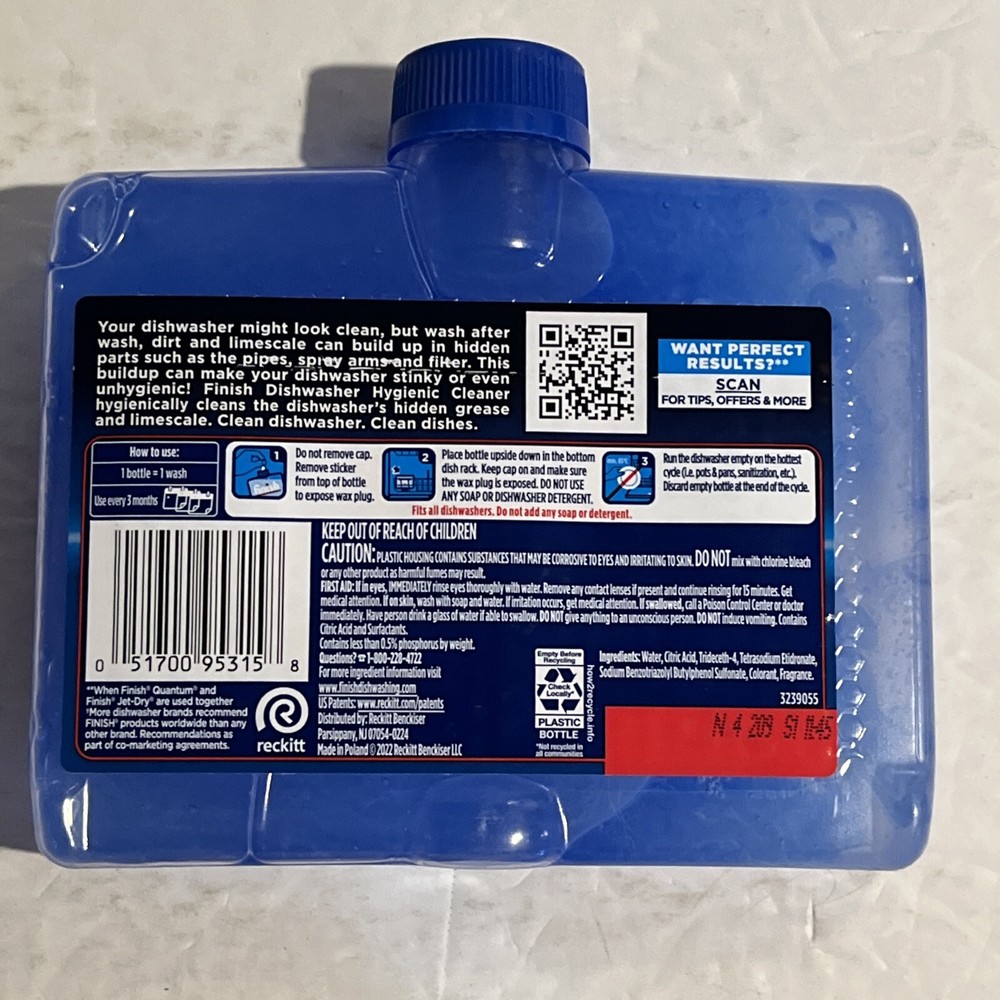 Your dishwasher might look clean, but wash after
wash, dirt and limescale can build up in hidden
parts such as the pipes, spray arms and filter. This
buildup can make your dishwasher stinky or even
unhygienic! Finish Dishwasher Hygienic Cleaner
hygienically cleans the dishwasher's hidden grease
and limescale. Clean dishwasher. Clean dishes.
WANT PERFECT
RESULTS?**
SCAN
FOR TIPS, OFFERS & MORE
How to use:
1 bottle = 1 wash
Use every 3 months
1
Finish
Do not remove cap.
Remove sticker
from top of bottle
to expose wax plug.
2
Place bottle upside down in the bottom
dish rack. Keep cap on and make sure
the wax plug is exposed. DO NOT USE
ANY SOAP OR DISHWASHER DETERGENT.
3
Run the dishwasher empty on the hottest
cycle (i.e. pots & pans, sanitization, etc.).
Discard empty bottle at the end of the cycle.
Fits all dishwashers. Do not add any soap or detergent.
KEEP OUT OF REACH OF CHILDREN
CAUTION: PLASTIC HOUSING CONTAINS SUBSTANCES THAT MAY BE CORROSIVE TO EYES AND IRRITATING TO SKIN. DO NOT mix with chlorine bleach
or any other product as harmful fumes may result.
FIRST AID: If in eyes, IMMEDIATELY rinse eyes thoroughly with water. Remove any contact lenses if present and continue rinsing for 15 minutes. Get
medical attention. If on skin, wash with soap and water. If irritation occurs, get medical attention. If swallowed, call a Poison Control Center or doctor
immediately. Have person drink a glass of water if able to swallow. DO NOT give anything to an unconscious person. DO NOT induce vomiting. Contains
Citric Acid and Surfactants.
Contains less than 0.5% phosphorus by weight.
Questions? ☎ 1-800-228-4722
For more ingredient information visit
www.finishdishwashing.com
US Patents: www.reckitt.com/patents
Distributed by: Reckitt Benckiser
Parsippany, NJ 07054-0224
Made in Poland © 2022 Reckitt Benckiser LLC
0 51700 95315 8
**When Finish® Quantum® and
Finish® Jet-Dry® are used together
†More dishwasher brands recommend
FINISH® products worldwide than any
other brand. Recommendations as
part of co-marketing agreements.
reckitt
Empty Before
Recycling
Check
Locally*
PLASTIC
BOTTLE
*Not recycled in
all communities
how2recycle.info
Ingredients: Water, Citric Acid, Trideceth-4, Tetrasodium Etidronate,
Sodium Benzotriazolyl Butylphenol Sulfonate, Colorant, Fragrance.
3239055
N 4 209 S1 11:45